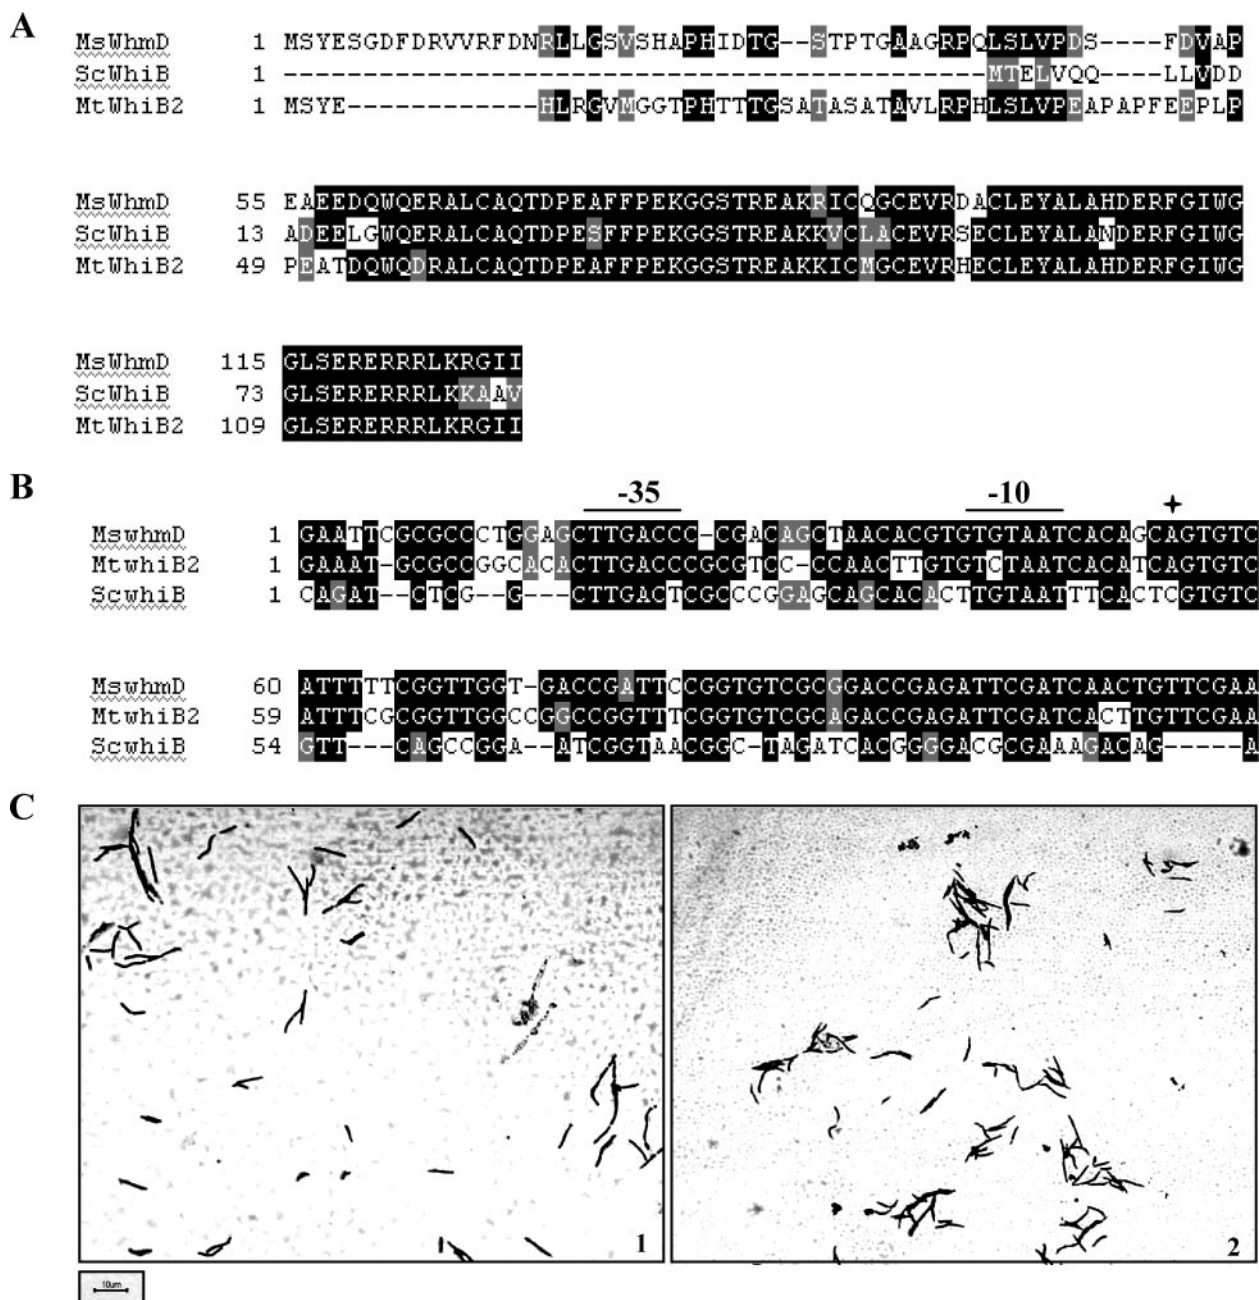 A
MsWhmD 1 MSYESGDFDRVVRFDNRLLGSVSHAPHIDTG--STPTGAAGRPQLSLVPDS----FDVAP
ScWhiB 1 --------------------------------------------MTELVQQ----LLVDD
MtWhiB2 1 MSYE------------HLRGVMGGTPHTTTGSATASATAVLRPHLSLVPEAPAPFEEPLP
MsWhmD 55 EAEEDQWQERALCAQTDPEAFFPEKGGSTREAKRICQGCEVRDACLEYALAHDERFGIWG
ScWhiB 13 ADEELGWQERALCAQTDPESFFPEKGGSTREAKKVCLACEVRSECLEYALANDERFGIWG
MtWhiB2 49 PEATDQWQDRALCAQTDPEAFFPEKGGSTREAKKICMGCEVRHECLEYALAHDERFGIWG
MsWhmD 115 GLSERERRRLKRGII
ScWhiB 73 GLSERERRRLKKAAV
MtWhiB2 109 GLSERERRRLKRGII
B
-35 -10
MswhmD 1 GAATTCGCGCCCTGGAGCTTGACCC-CGACAGCTAACACGTGTGTAATCACAGCAGTGTC
MtwhiB2 1 GAAAT-GCGCCGGCACACTTGACCCGCGTCC-CCAACTTGTGTCTAATCACATCAGTGTC
ScwhiB 1 CAGAT--CTCG--G---CTTGACTCGCCCGGAGCAGCACACTTGTAATTTCACTCGTGTC
MswhmD 60 ATTTTTCGGTTGGT-GACCGATTCCGGTGTCGCGGGACCGAGATTCGATCAACTGTTCGAA
MtwhiB2 59 ATTTCGCGGTTGGCCGGCCGGTTTCGGTGTCGCAGACCGAGATTCGATCACTTGTTCGAA
ScwhiB 54 GTT---CAGCCGGA--ATCGGTAACGGC-TAGATCACGGGGACGCGAAAGACAG-----A
C
1
2
10um